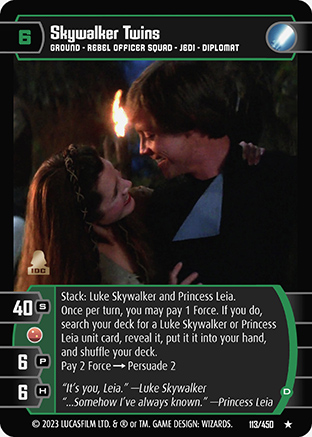 6
Skywalker Twins
GROUND - REBEL OFFICER SQUAD - JEDI - DIPLOMAT
IDC
40 S
6 P
6 H
Stack: Luke Skywalker and Princess Leia.
Once per turn, you may pay 1 Force. If you do,
search your deck for a Luke Skywalker or Princess
Leia unit card, reveal it, put it it into your hand,
and shuffle your deck.
Pay 2 Force → Persuade 2
“It’s you, Leia.” —Luke Skywalker
“...Somehow I’ve always known.” —Princess Leia
D
© 2023 LUCASFILM LTD. & ® or TM. GAME DESIGN: WIZARDS. 113/450 ★